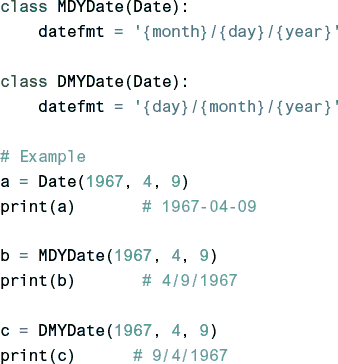 class MDYDate(Date):
    datefmt = '{month}/{day}/{year}'
class DMYDate(Date):
    datefmt = '{day}/{month}/{year}'
# Example
a = Date(1967, 4, 9)
print(a)       # 1967-04-09
b = MDYDate(1967, 4, 9)
print(b)       # 4/9/1967
c = DMYDate(1967, 4, 9)
print(c)      # 9/4/1967